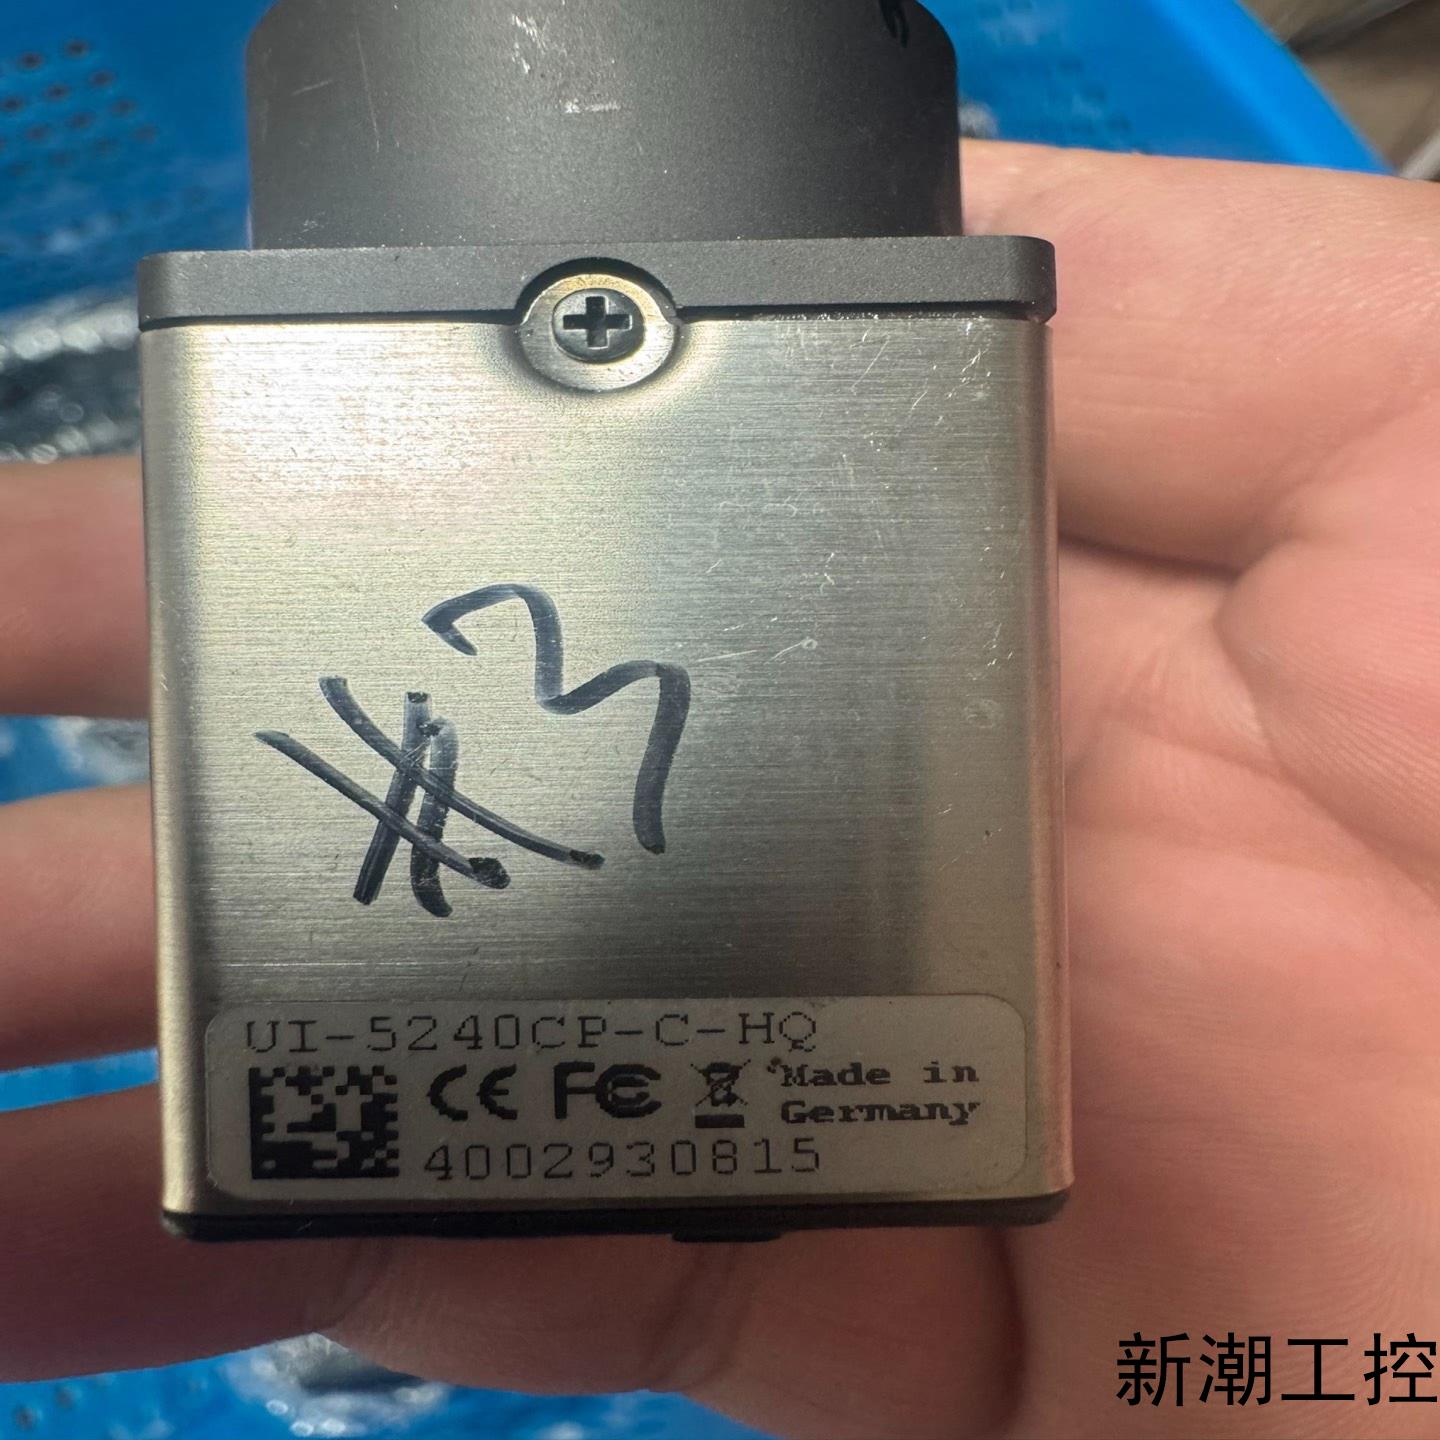 #3
UI-5240CP-C-HQ
CE FC Made in
Germany
4002930815
新潮工控